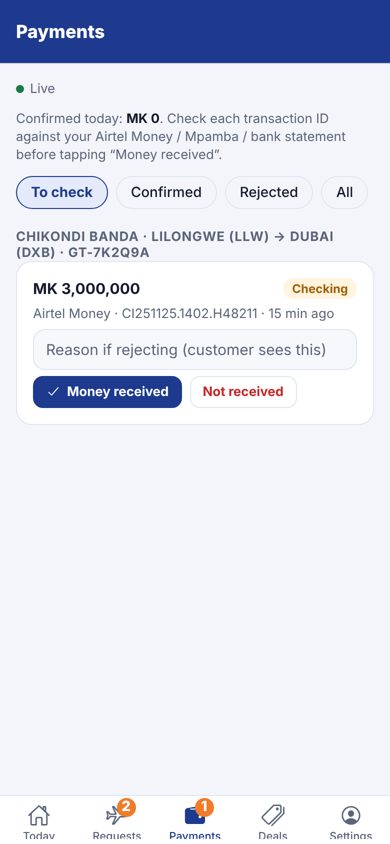 Payments
Live
Confirmed today: MK 0. Check each transaction ID
against your Airtel Money / Mpamba / bank statement
before tapping “Money received”.
To check
Confirmed
Rejected
All
CHIKONDI BANDA · LILONGWE (LLW) → DUBAI
(DXB) · GT-7K2Q9A
MK 3,000,000
Checking
Airtel Money · CI251125.1402.H48211 · 15 min ago
Reason if rejecting (customer sees this)
✓ Money received
Not received
2
1
Today
Requests
Payments
Deals
Settings